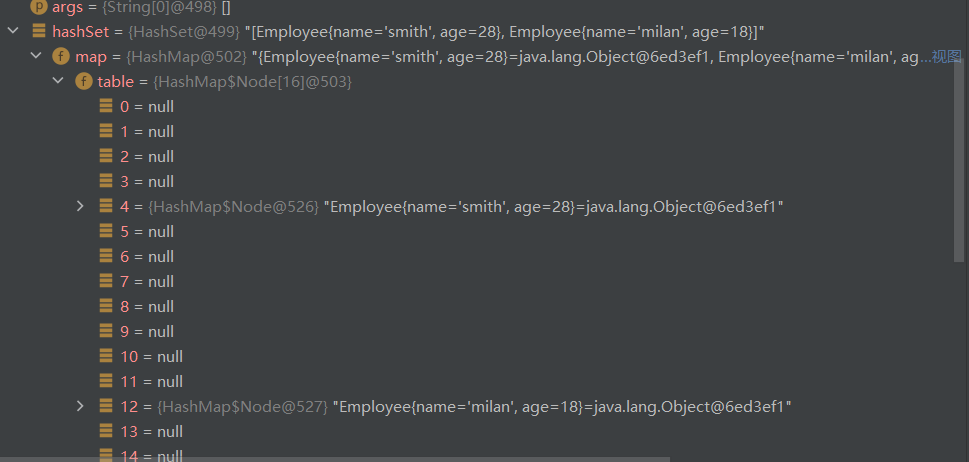 p args = {String[0]@498} []
hashSet = {HashSet@499} "[Employee{name='smith', age=28}, Employee{name='milan', age=18}]"
f map = {HashMap@502} "{Employee{name='smith', age=28}=java.lang.Object@6ed3ef1, Employee{name='milan', ag...视图
f table = {HashMap$Node[16]@503}
0 = null
1 = null
2 = null
3 = null
4 = {HashMap$Node@526} "Employee{name='smith', age=28}=java.lang.Object@6ed3ef1"
5 = null
6 = null
7 = null
8 = null
9 = null
10 = null
11 = null
12 = {HashMap$Node@527} "Employee{name='milan', age=18}=java.lang.Object@6ed3ef1"
13 = null
14 = null